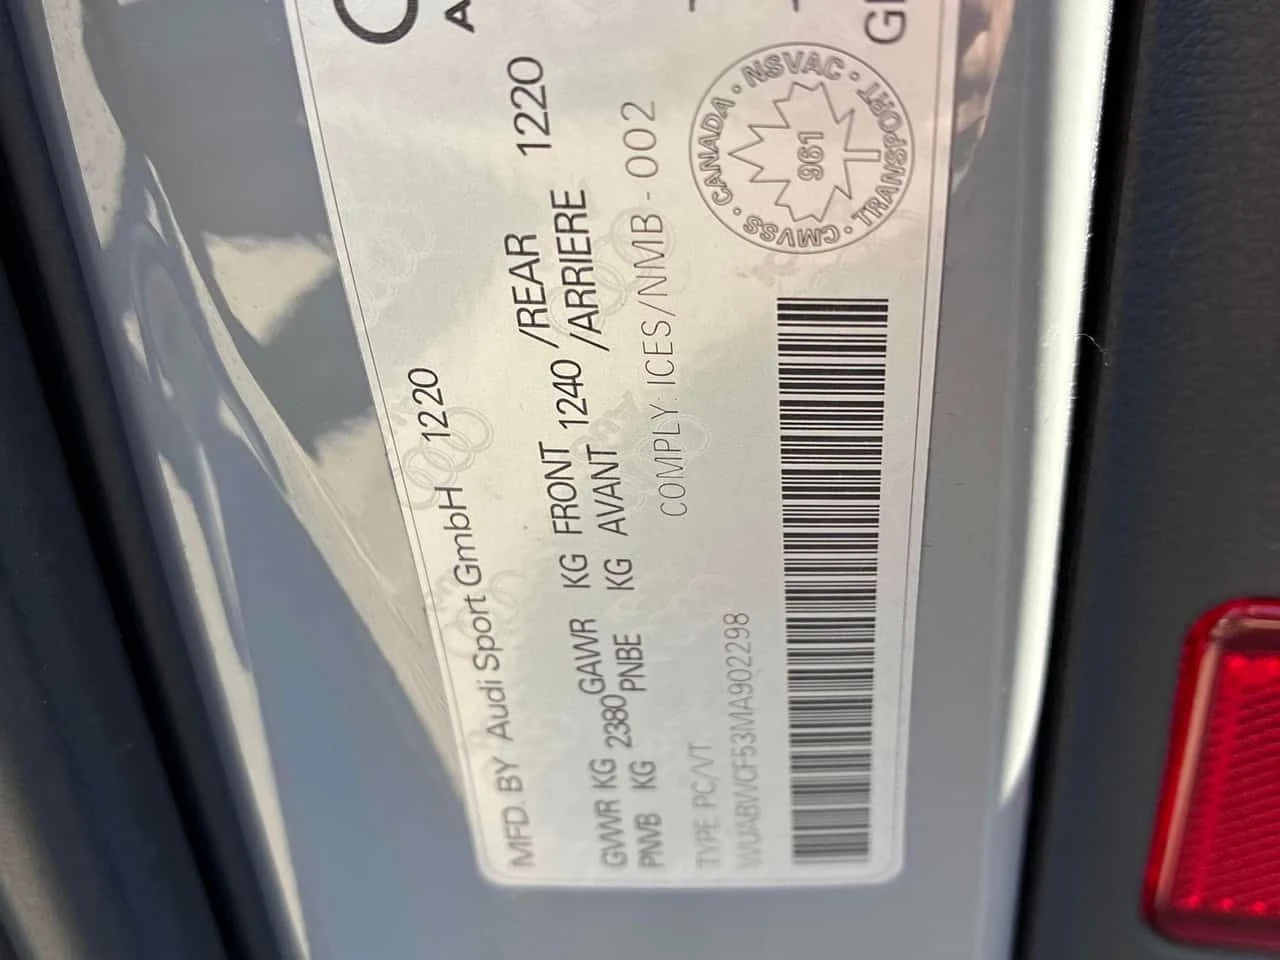 MFD. BY Audi Sport GmbH 1220
GVWR KG 2380 GAWR KG FRONT 1240 /REAR 1220
PNVB KG PNBE KG AVANT /ARRIERE
COMPLY: ICES/NMB - 002
TYPE PC/VT
WUABWCF53MA902298
CMVSS • CANADA • NSVAC • TRANSPORT
961